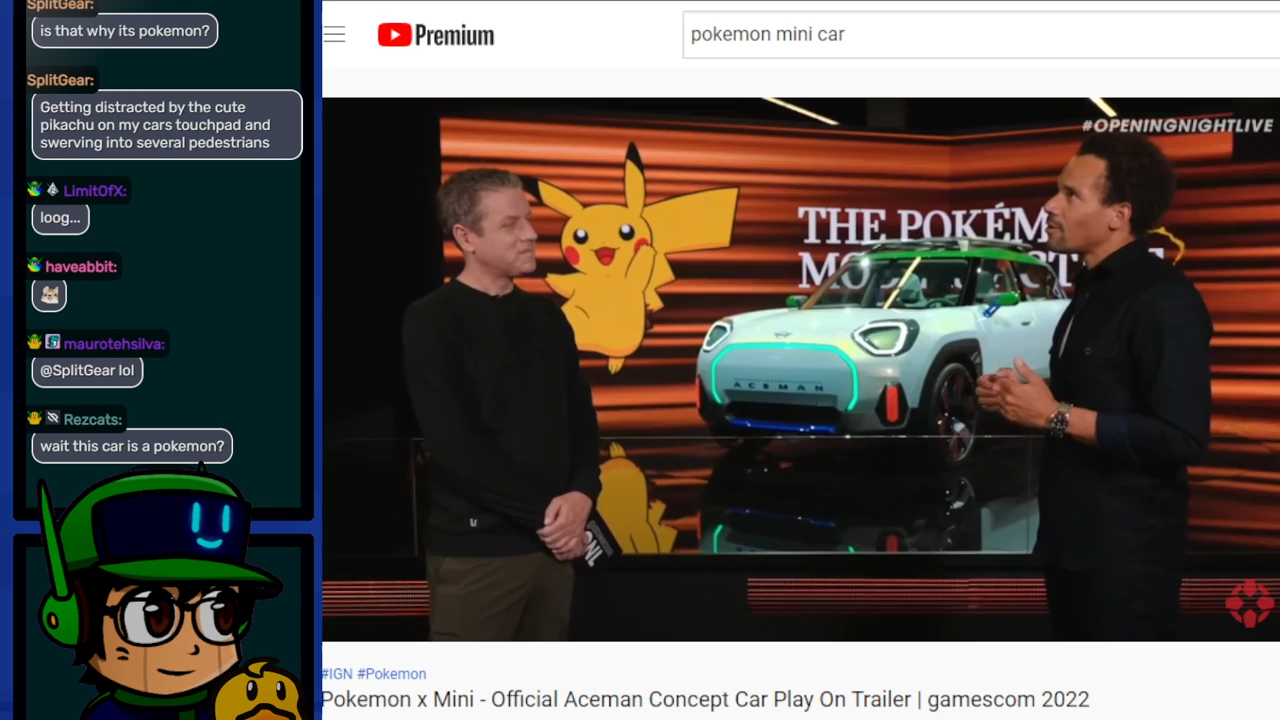 SplitGear:
is that why its pokemon?
SplitGear:
Getting distracted by the cute
pikachu on my cars touchpad and
swerving into several pedestrians
LimitOfX:
loog...
haveabbit:
maurotehsilva:
@SplitGear lol
Rezcats:
wait this car is a pokemon?
Premium
pokemon mini car
#OPENINGNIGHTLIVE
THE POKÉM
ACEMAN
ONL
#IGN #Pokemon
Pokemon x Mini - Official Aceman Concept Car Play On Trailer | gamescom 2022